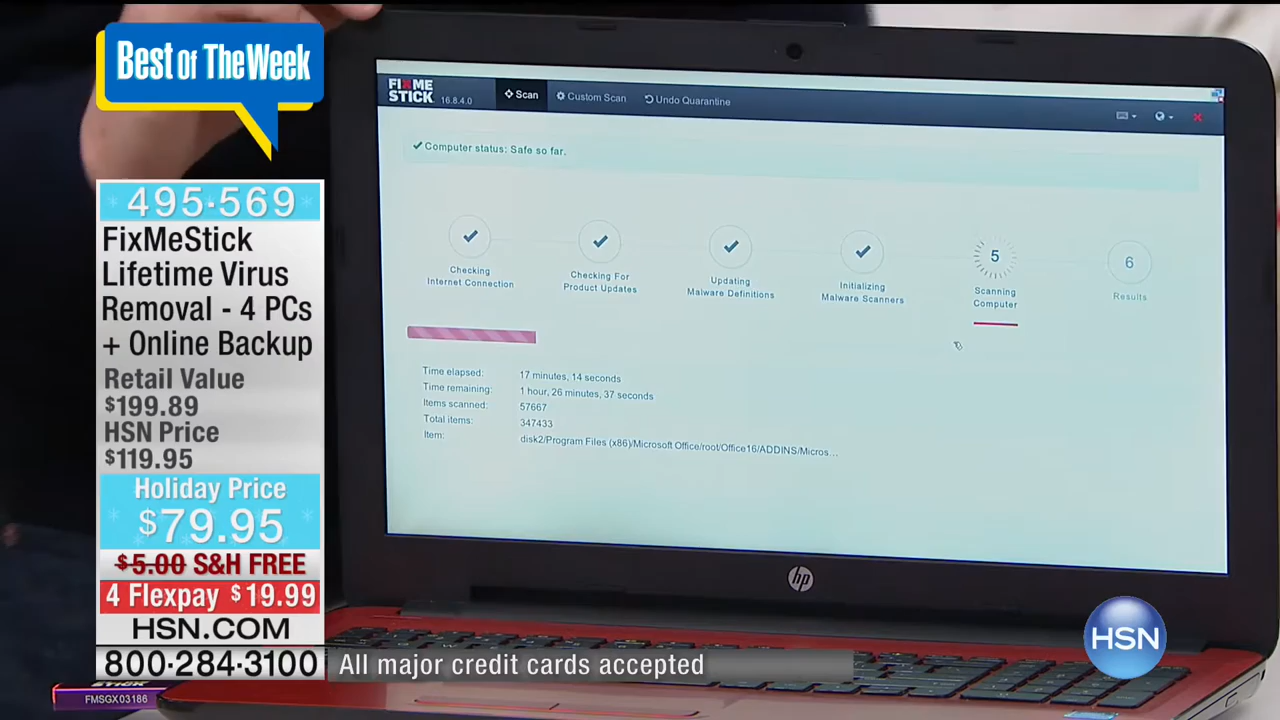 Best of The Week
495·569
FixMeStick
Lifetime Virus
Removal - 4 PCs
+ Online Backup
Retail Value
$199.89
HSN Price
$119.95
Holiday Price
$79.95
$5.00 S&H FREE
4 Flexpay $19.99
HSN.COM
800·284·3100
All major credit cards accepted
FMSGX03186
FIXME
STICK 16.8.4.0
Scan
Custom Scan
Undo Quarantine
Computer status: Safe so far.
Checking
Internet Connection
Checking For
Product Updates
Updating
Malware Definitions
Initializing
Malware Scanners
5
Scanning
Computer
6
Results
Time elapsed: 17 minutes, 14 seconds
Time remaining: 1 hour, 26 minutes, 37 seconds
Items scanned: 57667
Total items: 347433
Item: disk2/Program Files (x86)/Microsoft Office/root/Office16/ADDINS/Micros...
hp
HSN